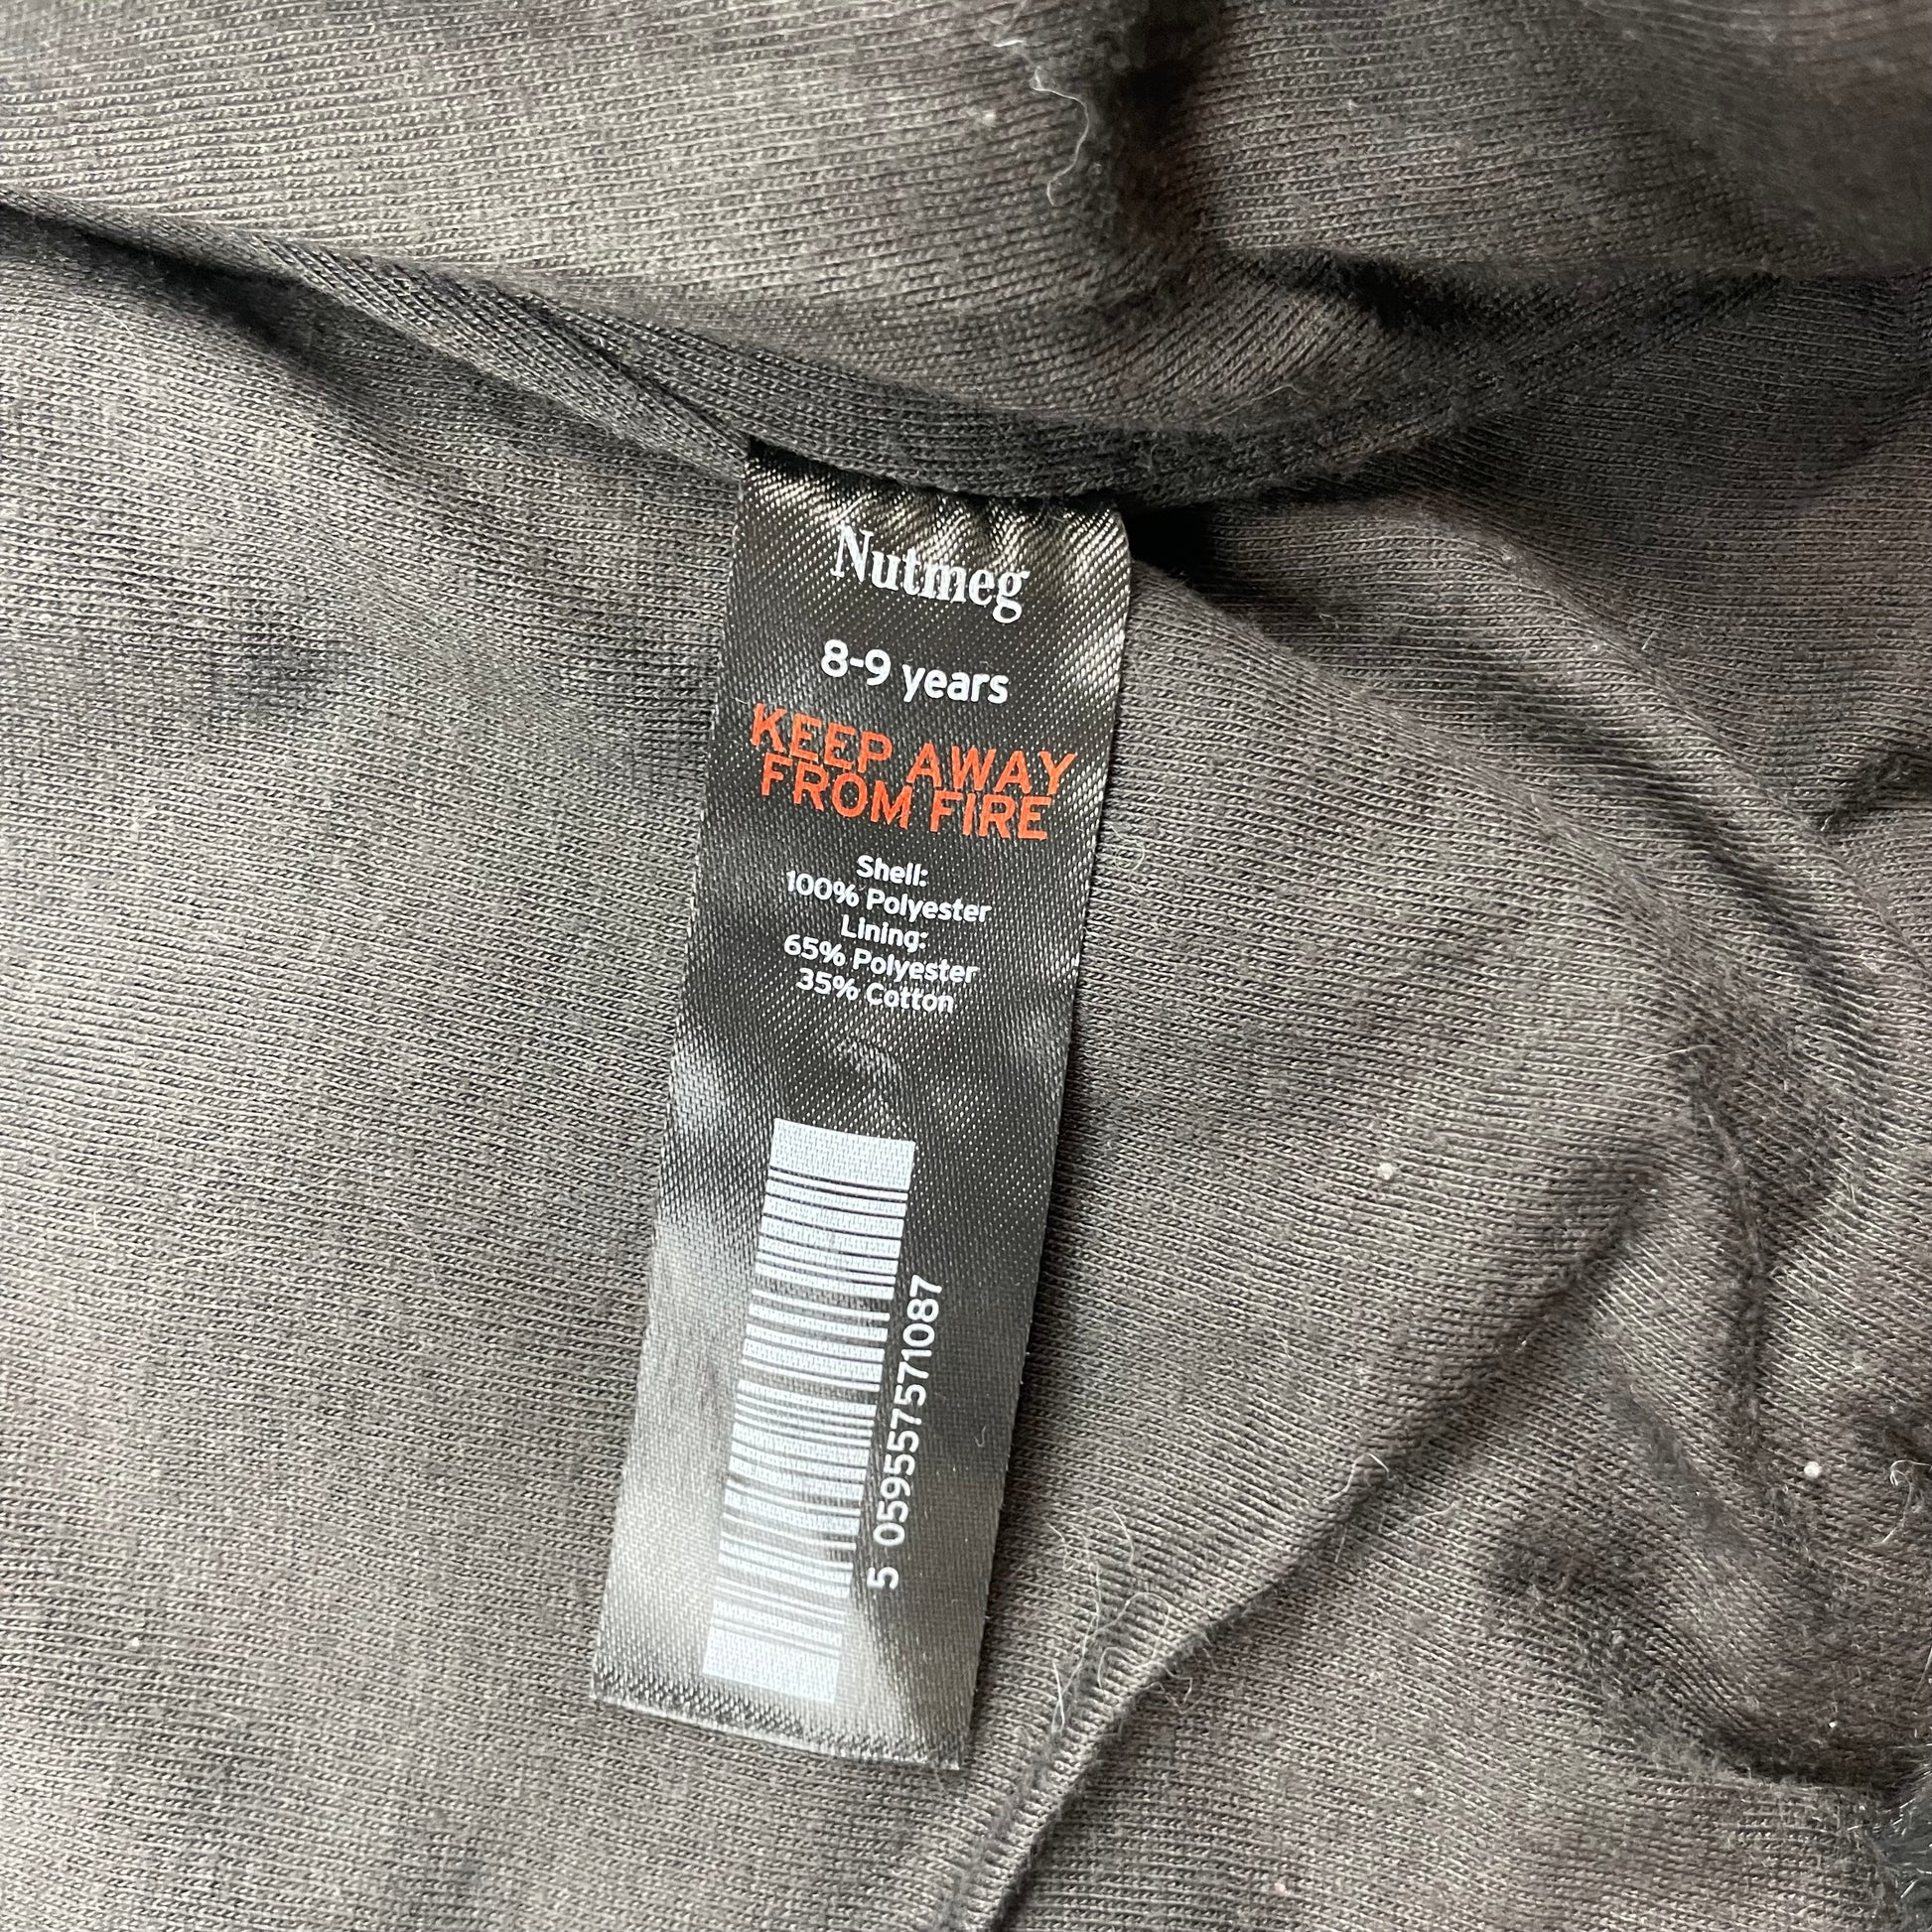 Nutmeg
8-9 years
KEEP AWAY
FROM FIRE
Shell:
100% Polyester
Lining:
65% Polyester
35% Cotton
5 059557571087